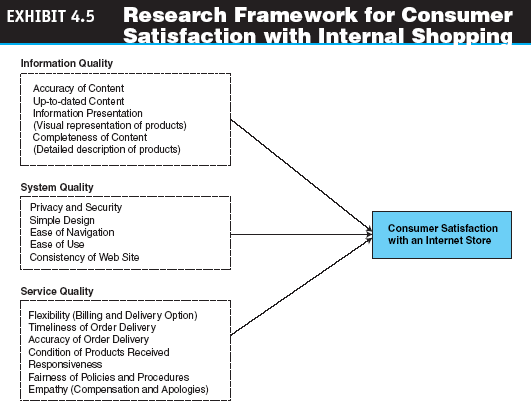 EXHIBIT 4.5
Research Framework for Consumer
Satisfaction with Internal Shopping
Information Quality
Accuracy of Content
Up-to-dated Content
Information Presentation
(Visual representation of products)
Completeness of Content
(Detailed description of products)
System Quality
Privacy and Security
Simple Design
Ease of Navigation
Ease of Use
Consistency of Web Site
Consumer Satisfaction
with an Internet Store
Service Quality
Flexibility (Billing and Delivery Option)
Timeliness of Order Delivery
Accuracy of Order Delivery
Condition of Products Received
Responsiveness
Fairness of Policies and Procedures
Empathy (Compensation and Apologies)